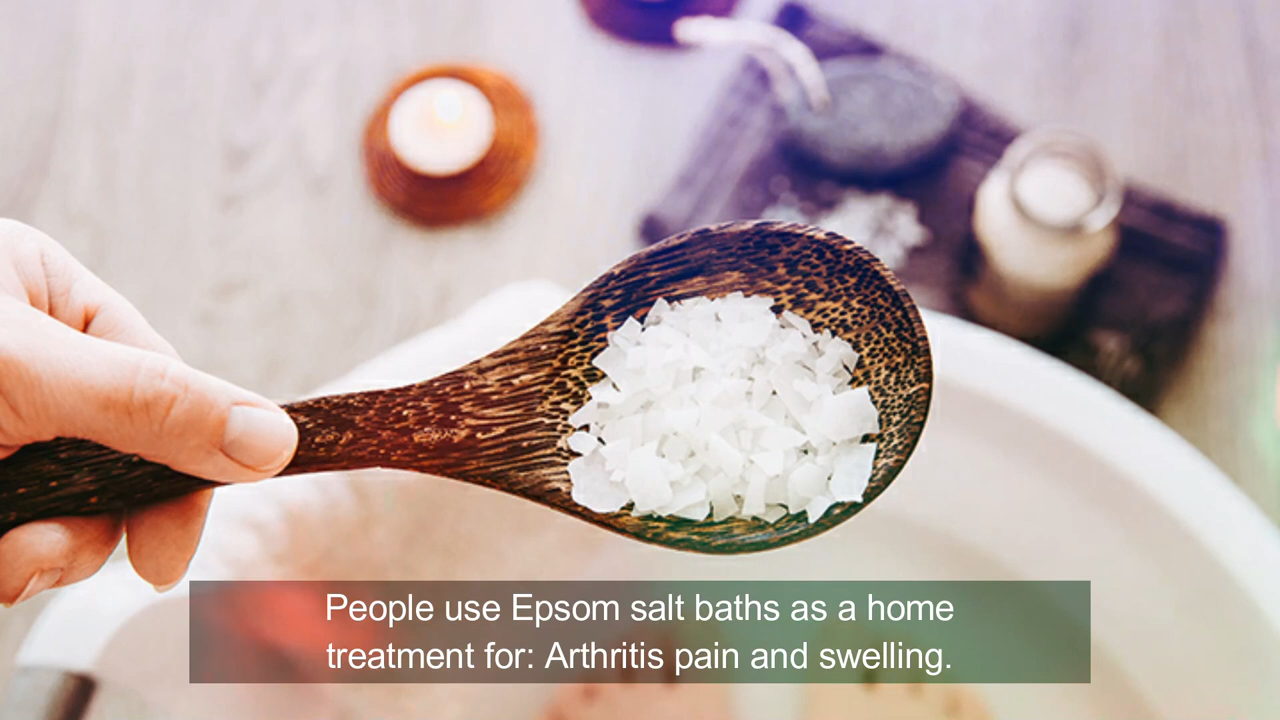 People use Epsom salt baths as a home
treatment for: Arthritis pain and swelling.